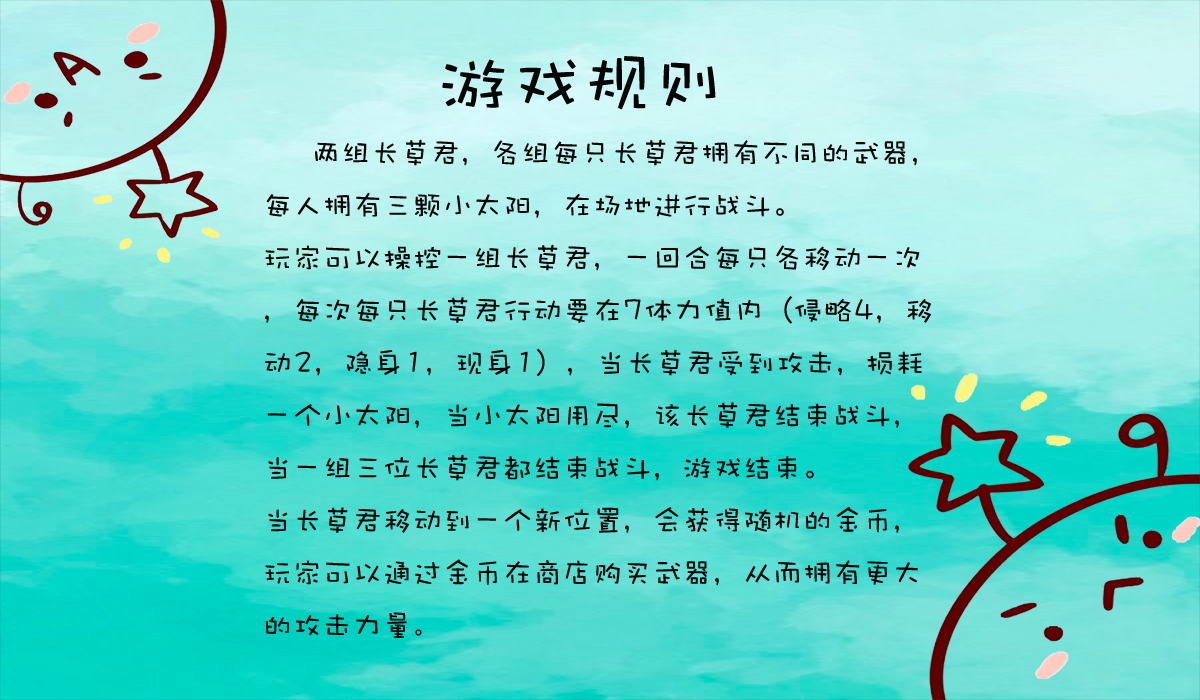 游戏规则
两组长草君，各组每只长草君拥有不同的武器，
每人拥有三颗小太阳，在场地进行战斗。
玩家可以操控一组长草君，一回合每只各移动一次
，每次每只长草君行动要在7体力值内（侵略4，移
动2，隐身1，现身1），当长草君受到攻击，损耗
一个小太阳，当小太阳用尽，该长草君结束战斗，
当一组三位长草君都结束战斗，游戏结束。
当长草君移动到一个新位置，会获得随机的金币，
玩家可以通过金币在商店购买武器，从而拥有更大
的攻击力量。